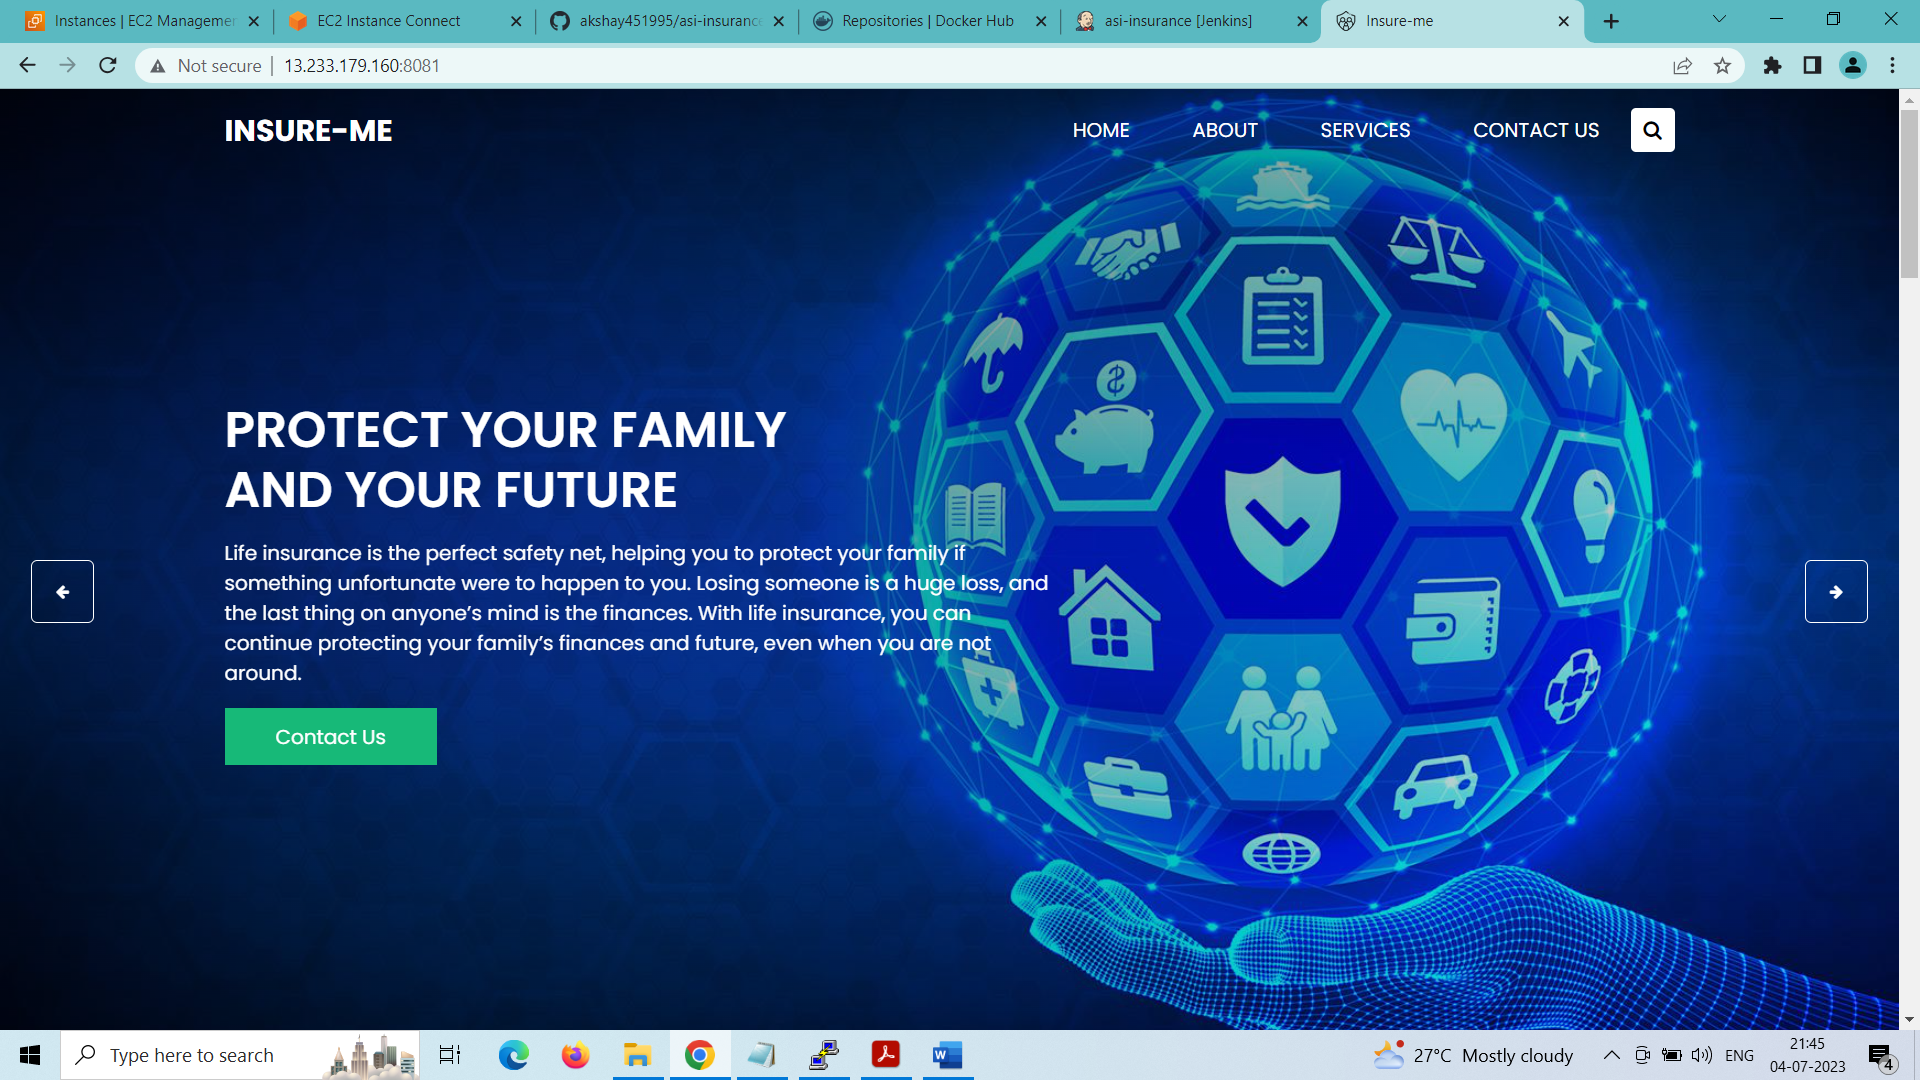 Instances | EC2 Managemen
EC2 Instance Connect
akshay451995/asi-insurance
Repositories | Docker Hub
asi-insurance [Jenkins]
Insure-me
Not secure
13.233.179.160:8081
INSURE-ME
HOME
ABOUT
SERVICES
CONTACT US
PROTECT YOUR FAMILY
AND YOUR FUTURE
Life insurance is the perfect safety net, helping you to protect your family if
something unfortunate were to happen to you. Losing someone is a huge loss, and
the last thing on anyone’s mind is the finances. With life insurance, you can
continue protecting your family’s finances and future, even when you are not
around.
Contact Us
Type here to search
27°C Mostly cloudy
ENG
21:45
04-07-2023
4